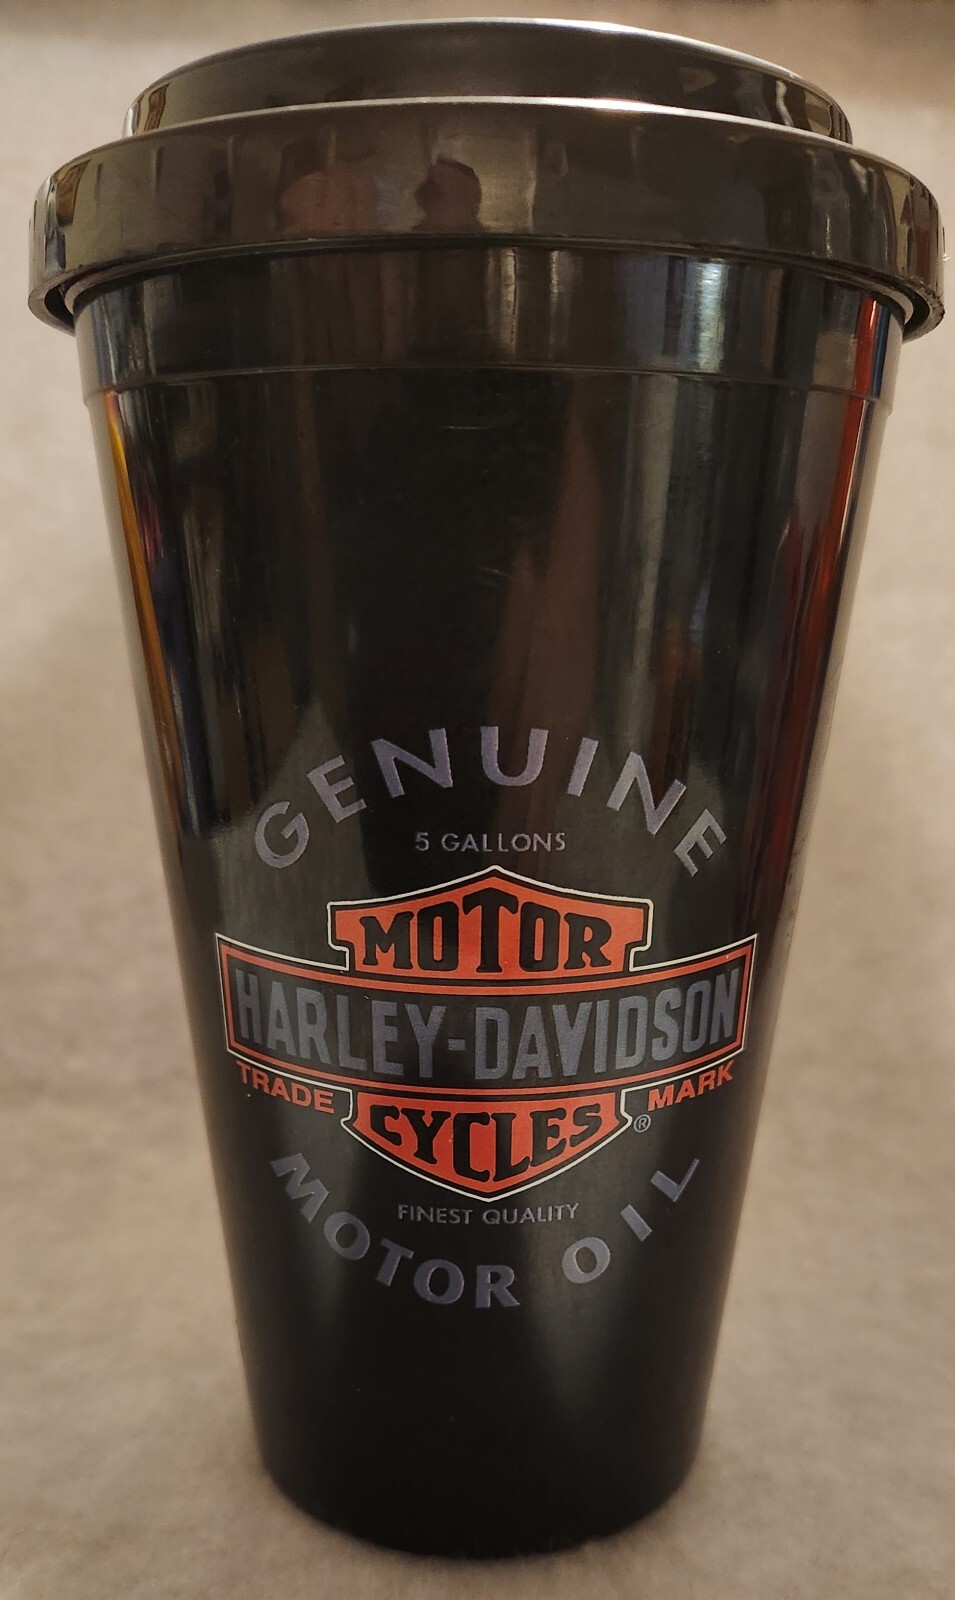 GENUINE
5 GALLONS
MOTOR
HARLEY-DAVIDSON
TRADE MARK
CYCLES
®
FINEST QUALITY
MOTOR OIL